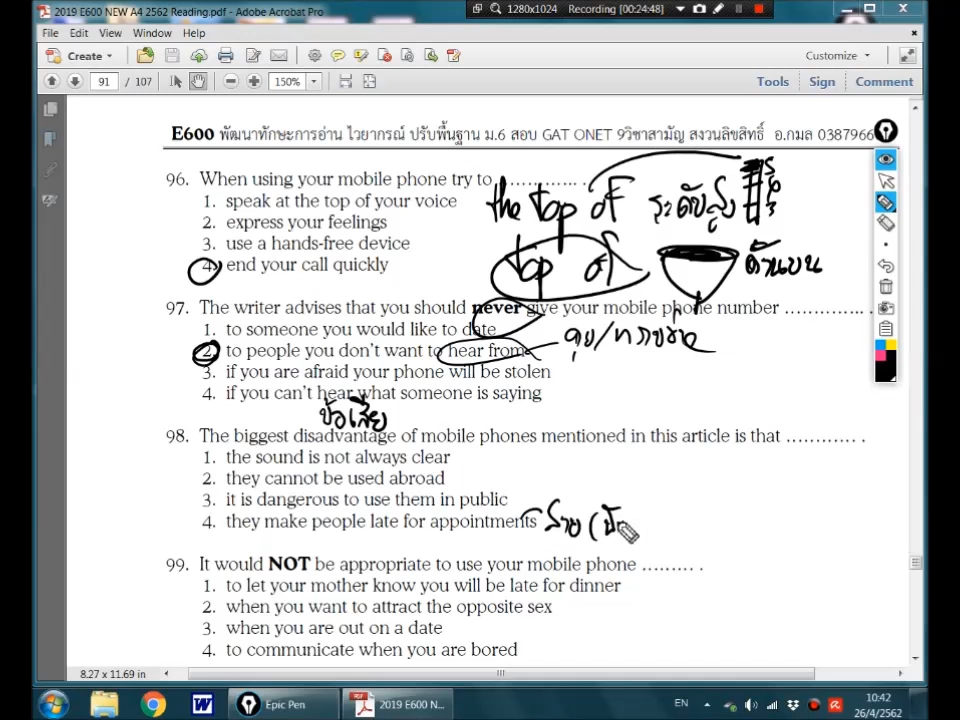 2019 E600 NEW A4 2562 Reading.pdf - Adobe Acrobat Pro
1280x1024 Recording [00:24:48]
File Edit View Window Help
Create Customize
91 / 107 150% Tools Sign Comment
E600 พัฒนาทักษะการอ่าน ไวยากรณ์ ปรับพื้นฐาน ม.6 สอบ GAT ONET 9วิชาสามัญ สงวนลิขสิทธิ์ อ.กมล 0387966
96. When using your mobile phone try to ………….. .
1. speak at the top of your voice
2. express your feelings
3. use a hands-free device
4. end your call quickly
the top of ระดับสูง
top of ด้านบน
97. The writer advises that you should never give your mobile phone number ………….. .
1. to someone you would like to date
2. to people you don't want to hear from
3. if you are afraid your phone will be stolen
4. if you can't hear what someone is saying
ข้อเสีย
98. The biggest disadvantage of mobile phones mentioned in this article is that ………… .
1. the sound is not always clear
2. they cannot be used abroad
3. it is dangerous to use them in public
4. they make people late for appointments
99. It would NOT be appropriate to use your mobile phone ……… .
1. to let your mother know you will be late for dinner
2. when you want to attract the opposite sex
3. when you are out on a date
4. to communicate when you are bored
8.27 x 11.69 in
Epic Pen 2019 E600 N... EN 10:42
26/4/2562